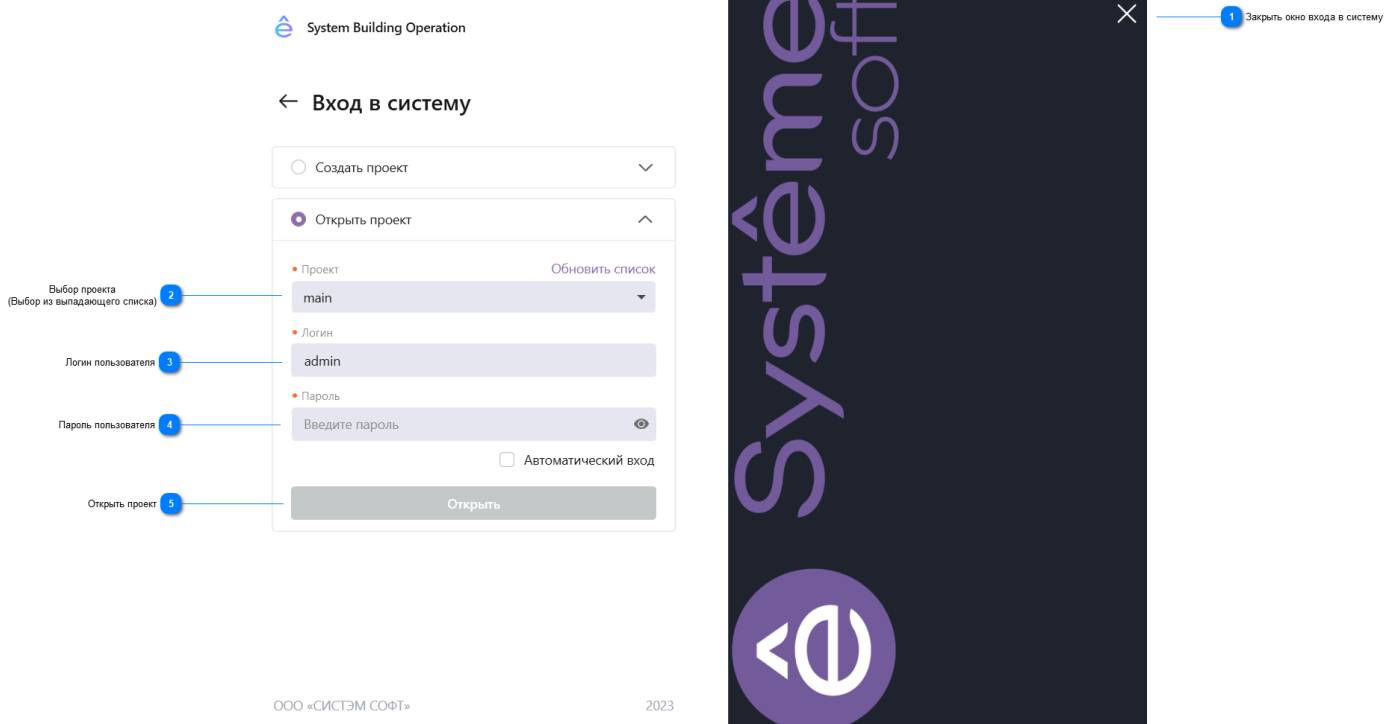 System Building Operation
1 Закрыть окно входа в систему
Systême
soft
← Вход в систему
Создать проект
Открыть проект
• Проект
Обновить список
Выбор проекта
(Выбор из выпадающего списка) 2
main
• Логин
Логин пользователя 3
admin
• Пароль
Пароль пользователя 4
Введите пароль
Автоматический вход
Открыть проект 5
Открыть
ê
ООО «СИСТЭМ СОФТ»
2023